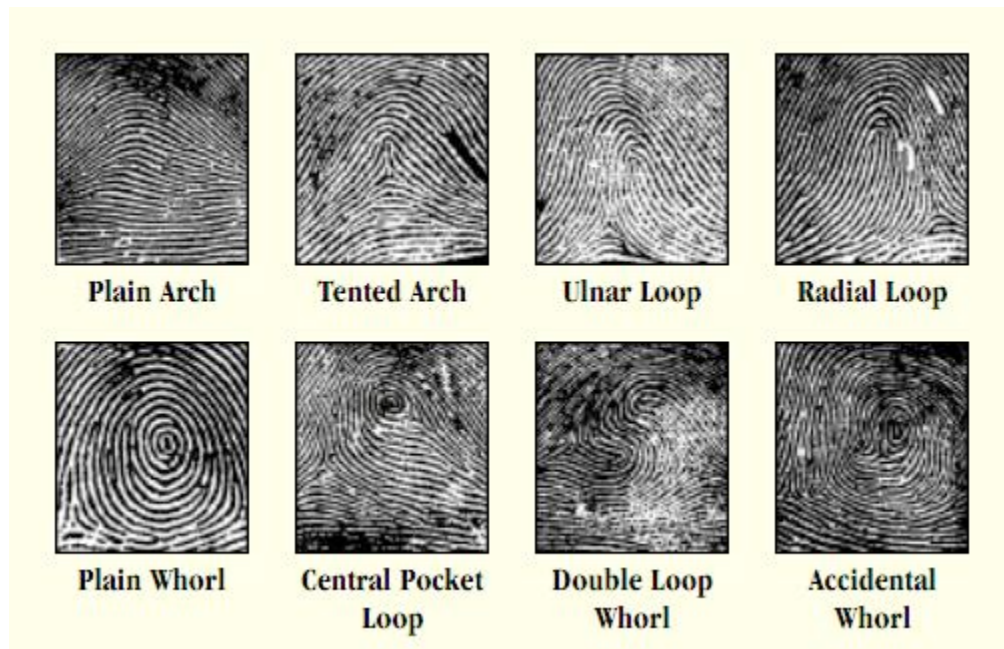 Plain Arch
Tented Arch
Ulnar Loop
Radial Loop
Plain Whorl
Central Pocket
Loop
Double Loop
Whorl
Accidental
Whorl